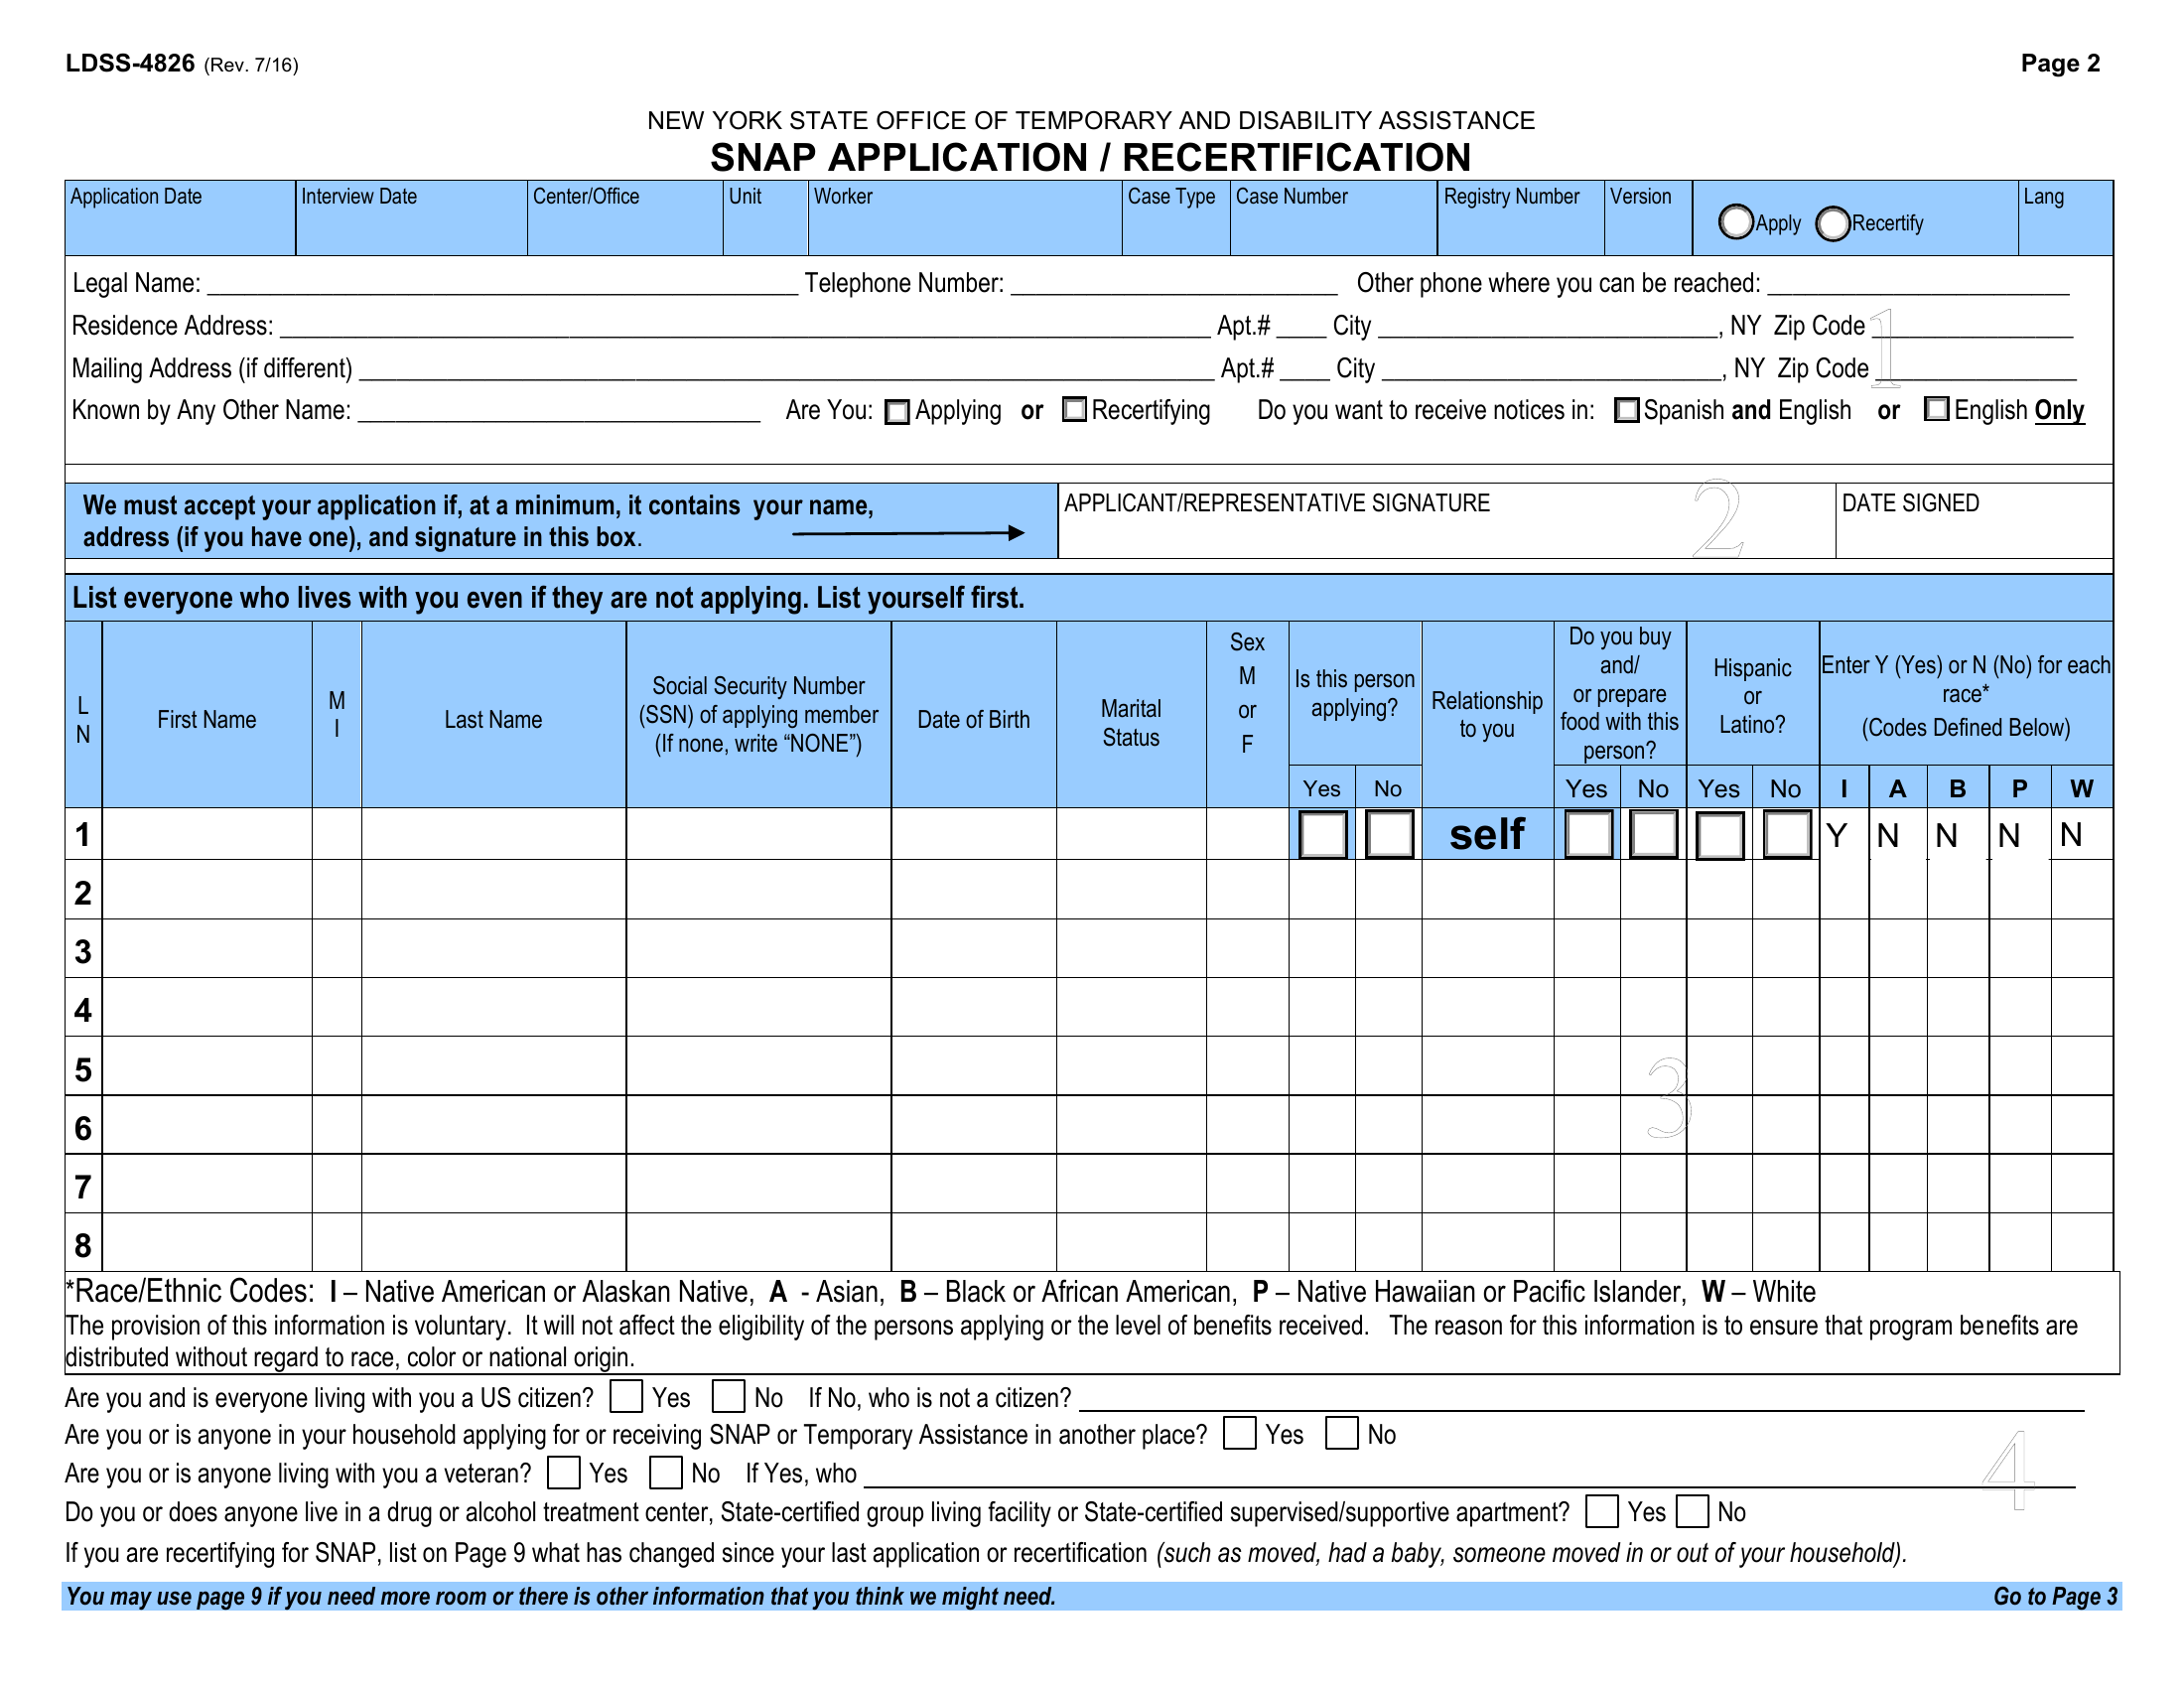 LDSS-4826 (Rev. 7/16) Page 2
NEW YORK STATE OFFICE OF TEMPORARY AND DISABILITY ASSISTANCE
SNAP APPLICATION / RECERTIFICATION
Application Date Interview Date Center/Office Unit Worker Case Type Case Number Registry Number Version Apply Recertify Lang
Legal Name: Telephone Number: Other phone where you can be reached:
Residence Address: Apt.# City , NY Zip Code
1
Mailing Address (if different) Apt.# City , NY Zip Code
Known by Any Other Name: Are You: Applying or Recertifying Do you want to receive notices in: Spanish and English or English Only
We must accept your application if, at a minimum, it contains your name,
address (if you have one), and signature in this box.
APPLICANT/REPRESENTATIVE SIGNATURE
2
DATE SIGNED
List everyone who lives with you even if they are not applying. List yourself first.
L
N
First Name
M
I
Last Name
Social Security Number
(SSN) of applying member
(If none, write “NONE”)
Date of Birth
Marital
Status
Sex
M
or
F
Is this person
applying?
Yes No
Relationship
to you
Do you buy
and/
or prepare
food with this
person?
Yes No
Hispanic
or
Latino?
Yes No
Enter Y (Yes) or N (No) for each
race*
(Codes Defined Below)
I A B P W
1 self Y N N N N
2
3
4
5
3
6
7
8
*Race/Ethnic Codes: I – Native American or Alaskan Native, A - Asian, B – Black or African American, P – Native Hawaiian or Pacific Islander, W – White
The provision of this information is voluntary. It will not affect the eligibility of the persons applying or the level of benefits received. The reason for this information is to ensure that program benefits are
distributed without regard to race, color or national origin.
Are you and is everyone living with you a US citizen? Yes No If No, who is not a citizen?
Are you or is anyone in your household applying for or receiving SNAP or Temporary Assistance in another place? Yes No
4
Are you or is anyone living with you a veteran? Yes No If Yes, who
Do you or does anyone live in a drug or alcohol treatment center, State-certified group living facility or State-certified supervised/supportive apartment? Yes No
If you are recertifying for SNAP, list on Page 9 what has changed since your last application or recertification (such as moved, had a baby, someone moved in or out of your household).
You may use page 9 if you need more room or there is other information that you think we might need. Go to Page 3